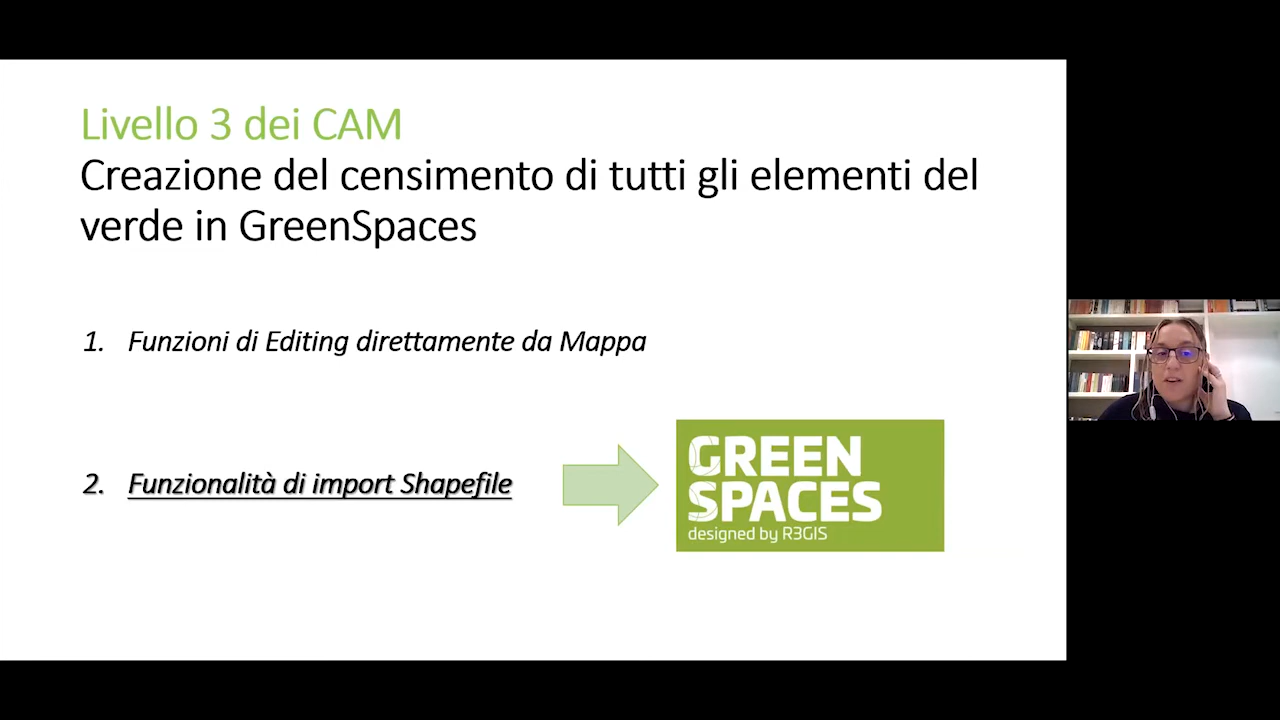 Livello 3 dei CAM
Creazione del censimento di tutti gli elementi del
verde in GreenSpaces
1. Funzioni di Editing direttamente da Mappa
2. Funzionalità di import Shapefile
GREEN
SPACES
designed by R3GIS